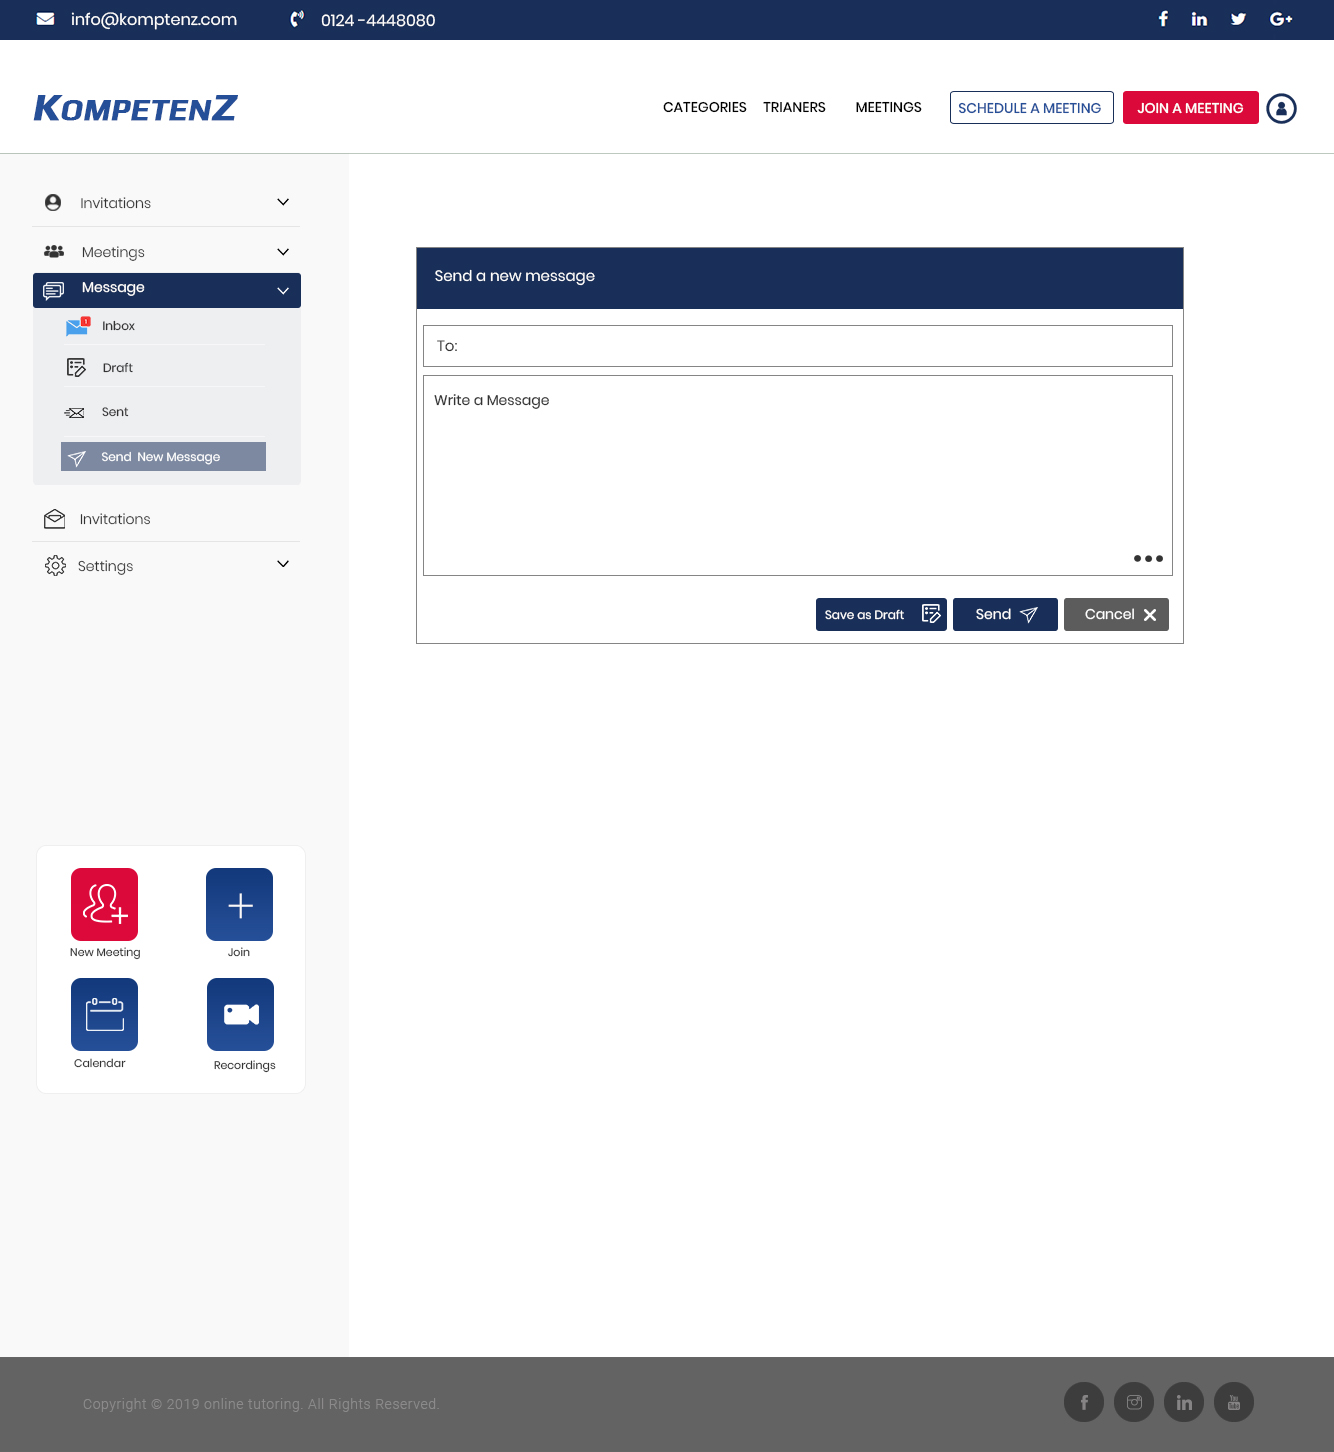 info@komptenz.com
0124 -4448080
KOMPETENZ
CATEGORIES
TRIANERS
MEETINGS
SCHEDULE A MEETING
JOIN A MEETING
Invitations
Meetings
Message
Inbox
1
Draft
Sent
Send New Message
Invitations
Settings
Send a new message
To:
Write a Message
Save as Draft
Send
Cancel
New Meeting
Join
Calendar
Recordings
Copyright © 2019 online tutoring. All Rights Reserved.